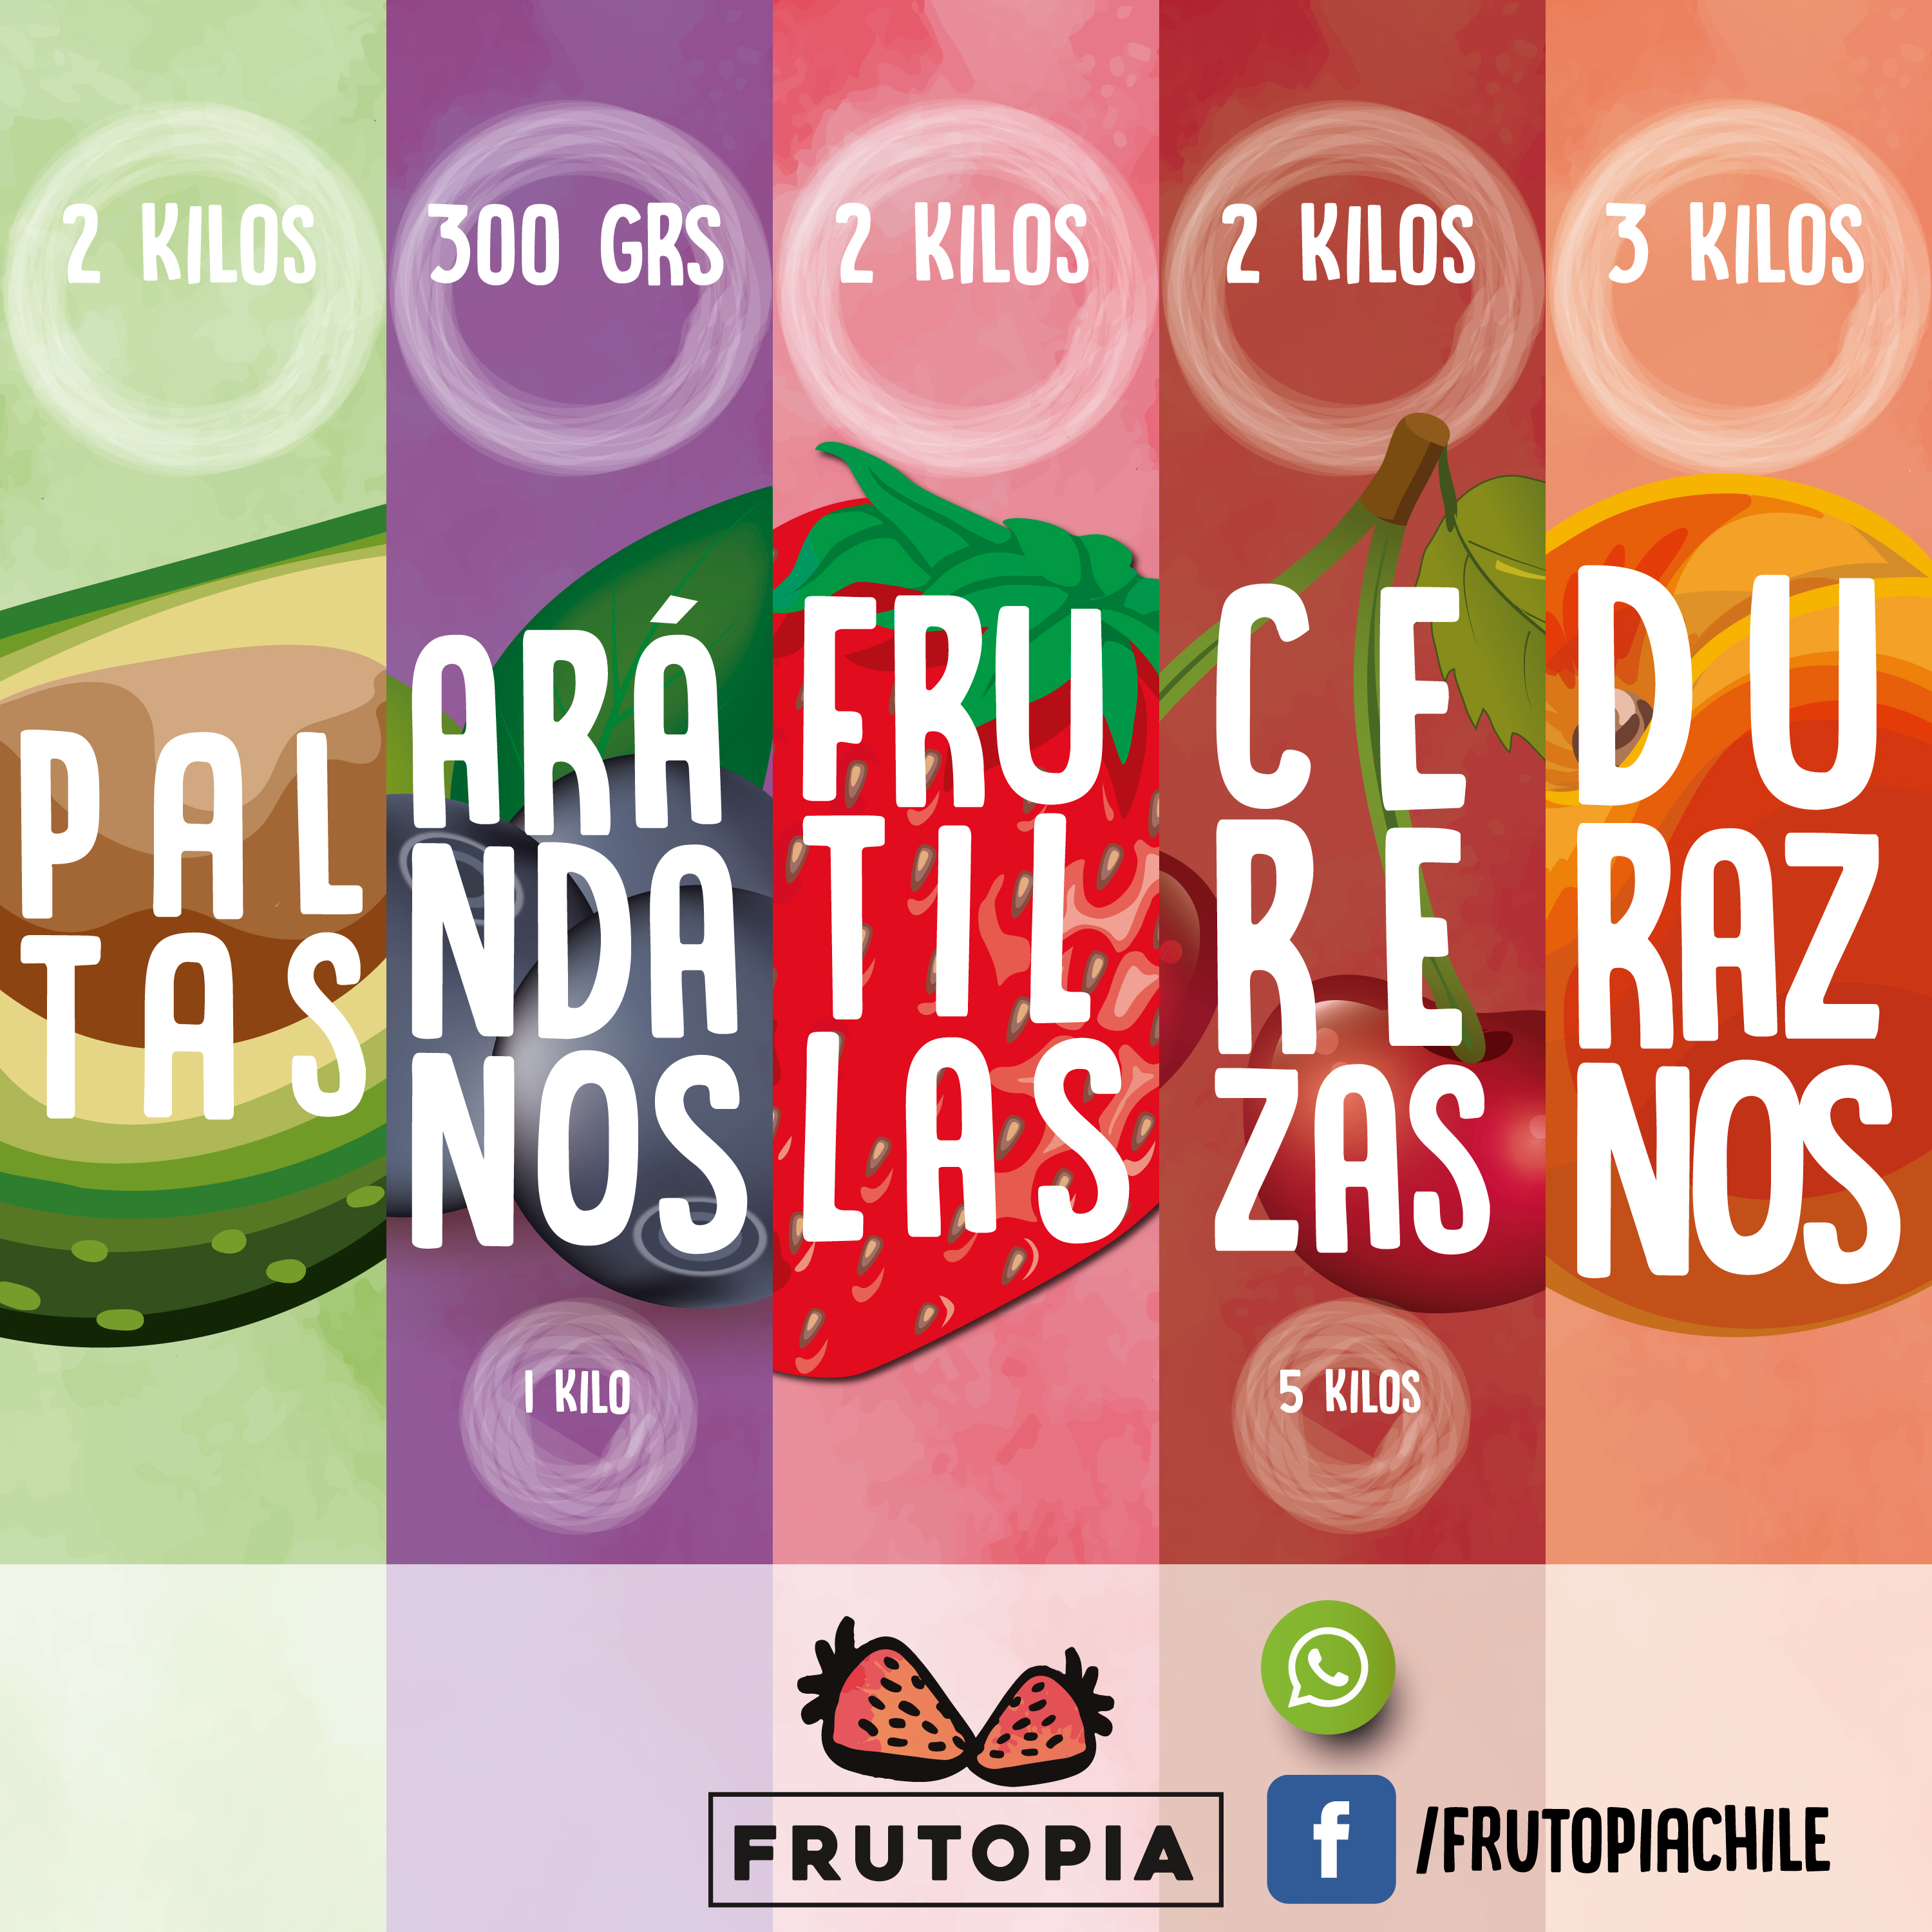 2 KILOS
PAL
TAS
300 GRS
ARÁ
NDA
NOS
1 KILO
2 KILOS
FRU
TIL
LAS
2 KILOS
CE
RE
ZAS
5 KILOS
3 KILOS
DU
RAZ
NOS
FRUTOPIA
f /FRUTOPIACHILE